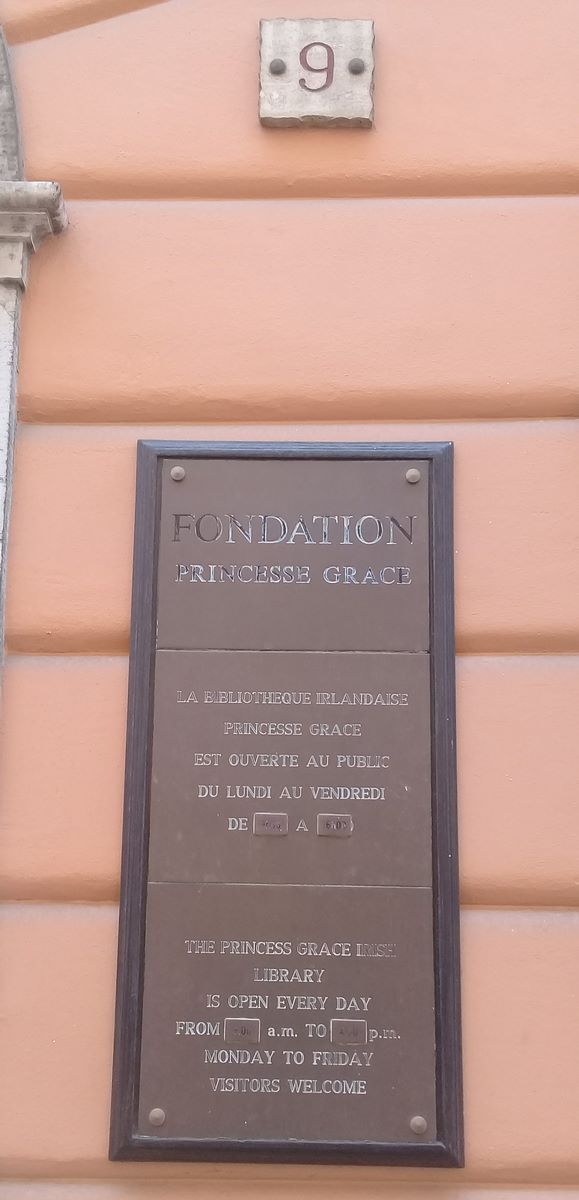 9
FONDATION
PRINCESSE GRACE
LA BIBLIOTHEQUE IRLANDAISE
PRINCESSE GRACE
EST OUVERTE AU PUBLIC
DU LUNDI AU VENDREDI
DE A
THE PRINCESS GRACE IRISH
LIBRARY
IS OPEN EVERY DAY
FROM a.m. TO p.m.
MONDAY TO FRIDAY
VISITORS WELCOME